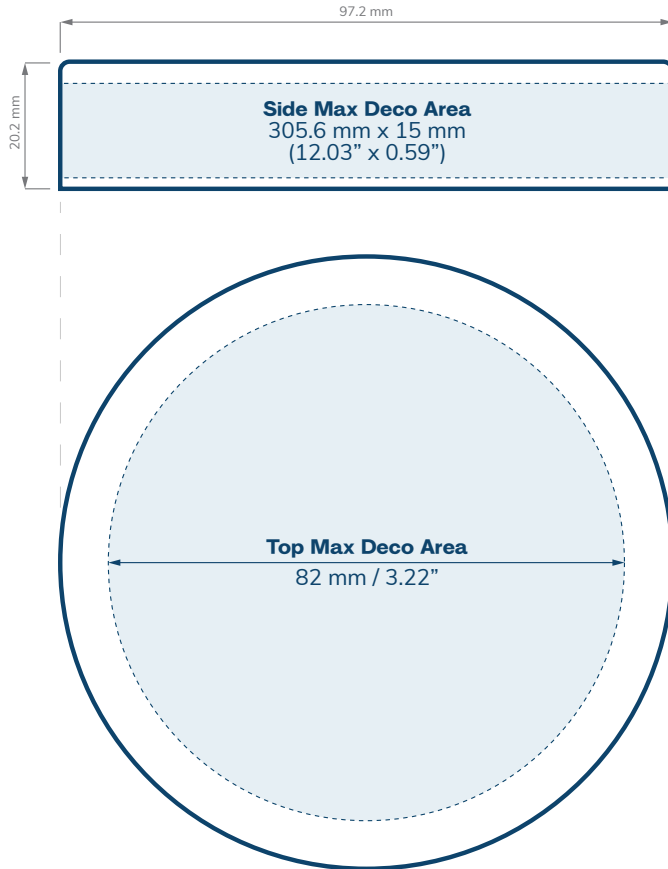 97.2 mm
20.2 mm
Side Max Deco Area
305.6 mm x 15 mm
(12.03” x 0.59”)
Top Max Deco Area
82 mm / 3.22”